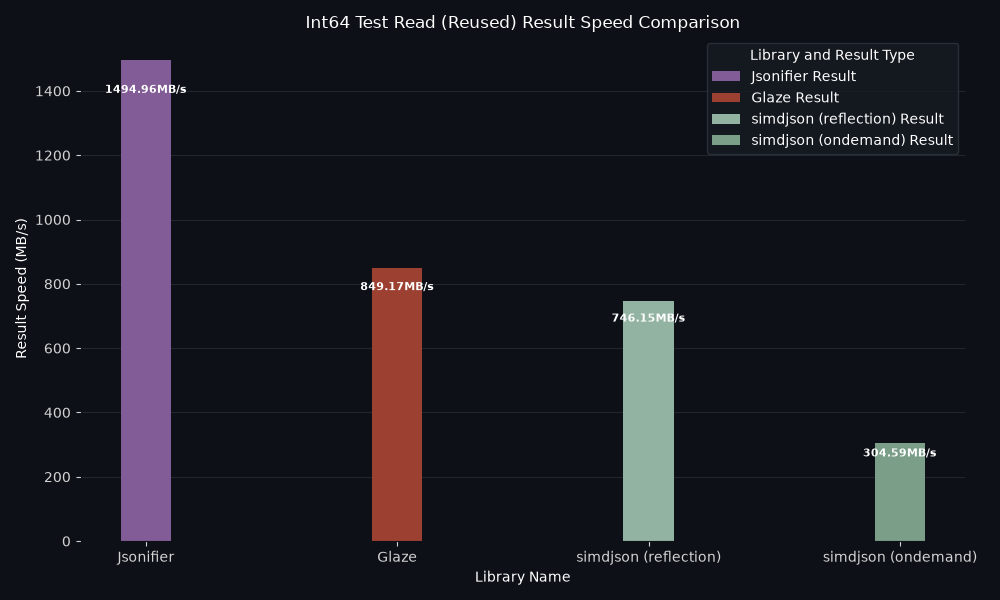 Int64 Test Read (Reused) Result Speed Comparison
Library and Result Type
Jsonifier Result
Glaze Result
simdjson (reflection) Result
simdjson (ondemand) Result
Result Speed (MB/s)
1400
1200
1000
800
600
400
200
0
1494.96MB/s
849.17MB/s
746.15MB/s
304.59MB/s
Jsonifier
Glaze
simdjson (reflection)
simdjson (ondemand)
Library Name